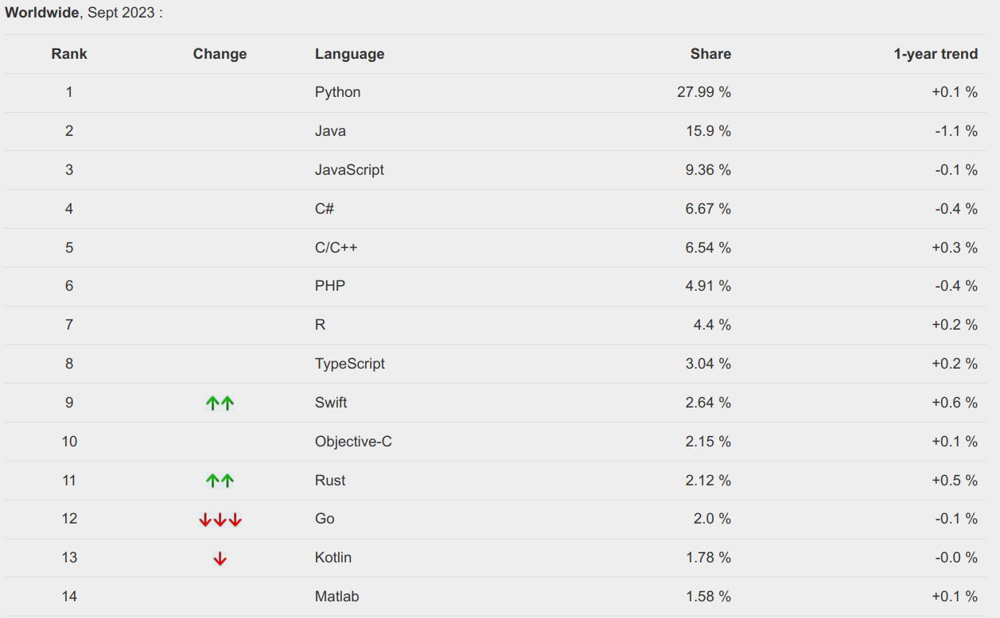 Worldwide, Sept 2023 :
Rank Change Language Share 1-year trend
1 Python 27.99 % +0.1 %
2 Java 15.9 % -1.1 %
3 JavaScript 9.36 % -0.1 %
4 C# 6.67 % -0.4 %
5 C/C++ 6.54 % +0.3 %
6 PHP 4.91 % -0.4 %
7 R 4.4 % +0.2 %
8 TypeScript 3.04 % +0.2 %
9 ↑↑ Swift 2.64 % +0.6 %
10 Objective-C 2.15 % +0.1 %
11 ↑↑ Rust 2.12 % +0.5 %
12 ↓↓↓ Go 2.0 % -0.1 %
13 ↓ Kotlin 1.78 % -0.0 %
14 Matlab 1.58 % +0.1 %